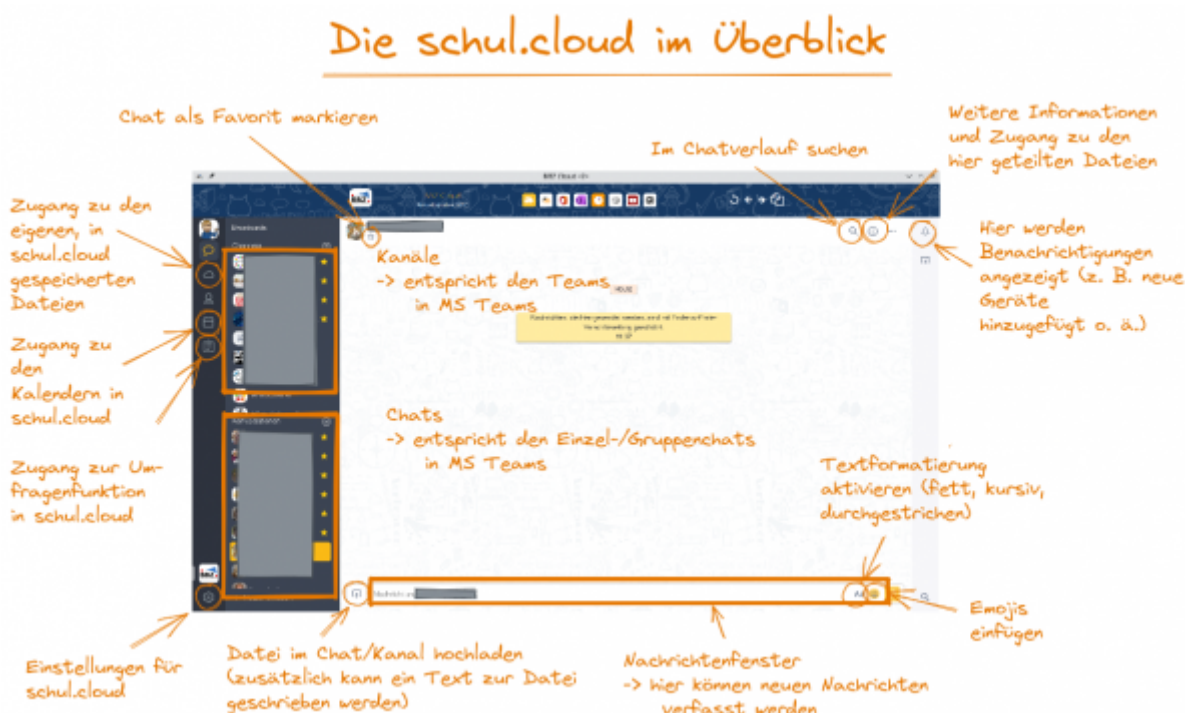 Die schul.cloud im Überblick
Chat als Favorit markieren
Im Chatverlauf suchen
Weitere Informationen
und Zugang zu den
hier geteilten Dateien
Zugang zu den
eigenen, in
schul.cloud
gespeicherten
Dateien
Kanäle
-> entspricht den Teams
in MS Teams
HEUTE
Hier werden
Benachrichtigungen
angezeigt (z. B. neue
Geräte
hinzugefügt o. ä.)
Zugang zu
den
Kalendern in
schul.cloud
Chats
-> entspricht den Einzel-/Gruppenchats
in MS Teams
Zugang zur Um-
fragenfunktion
in schul.cloud
Textformatierung
aktivieren (fett, kursiv,
durchgestrichen)
Nachricht an
Emojis
einfügen
Einstellungen für
schul.cloud
Datei im Chat/Kanal hochladen
(zusätzlich kann ein Text zur Datei
geschrieben werden)
Nachrichtenfenster
-> hier können neuen Nachrichten
verfasst werden